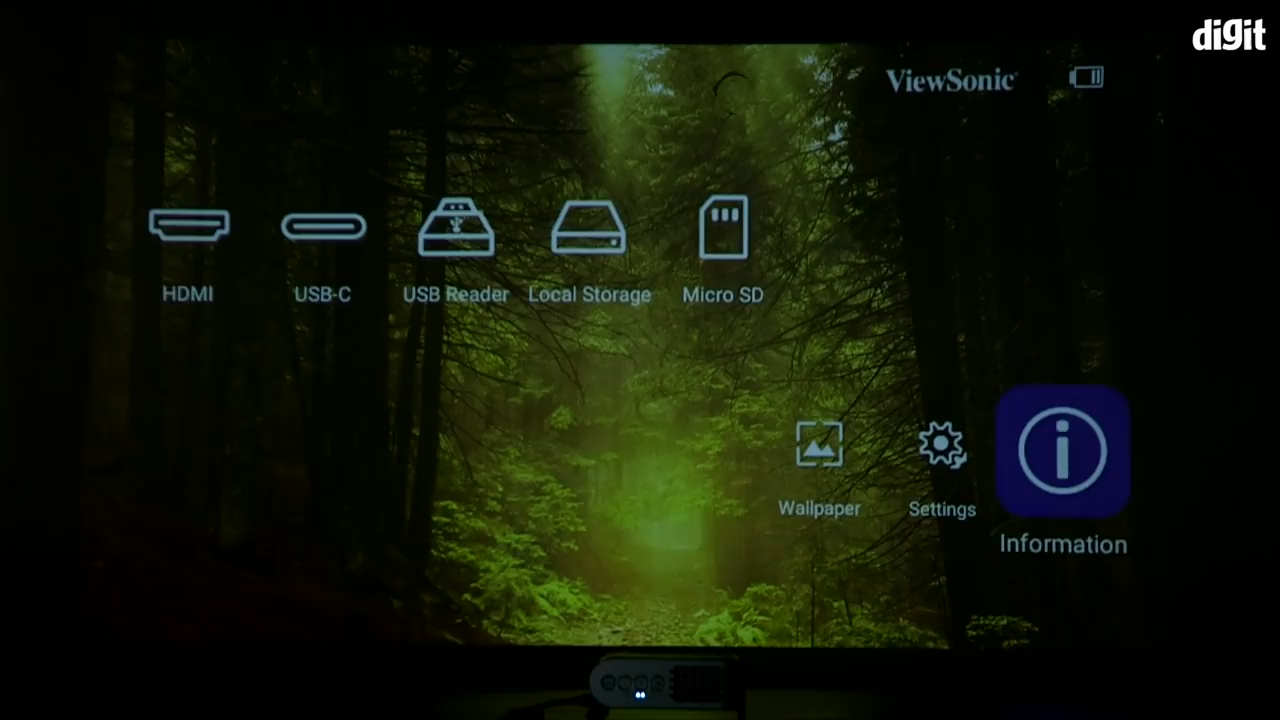 digit
ViewSonic
HDMI
USB-C
USB Reader
Local Storage
Micro SD
Wallpaper
Settings
Information